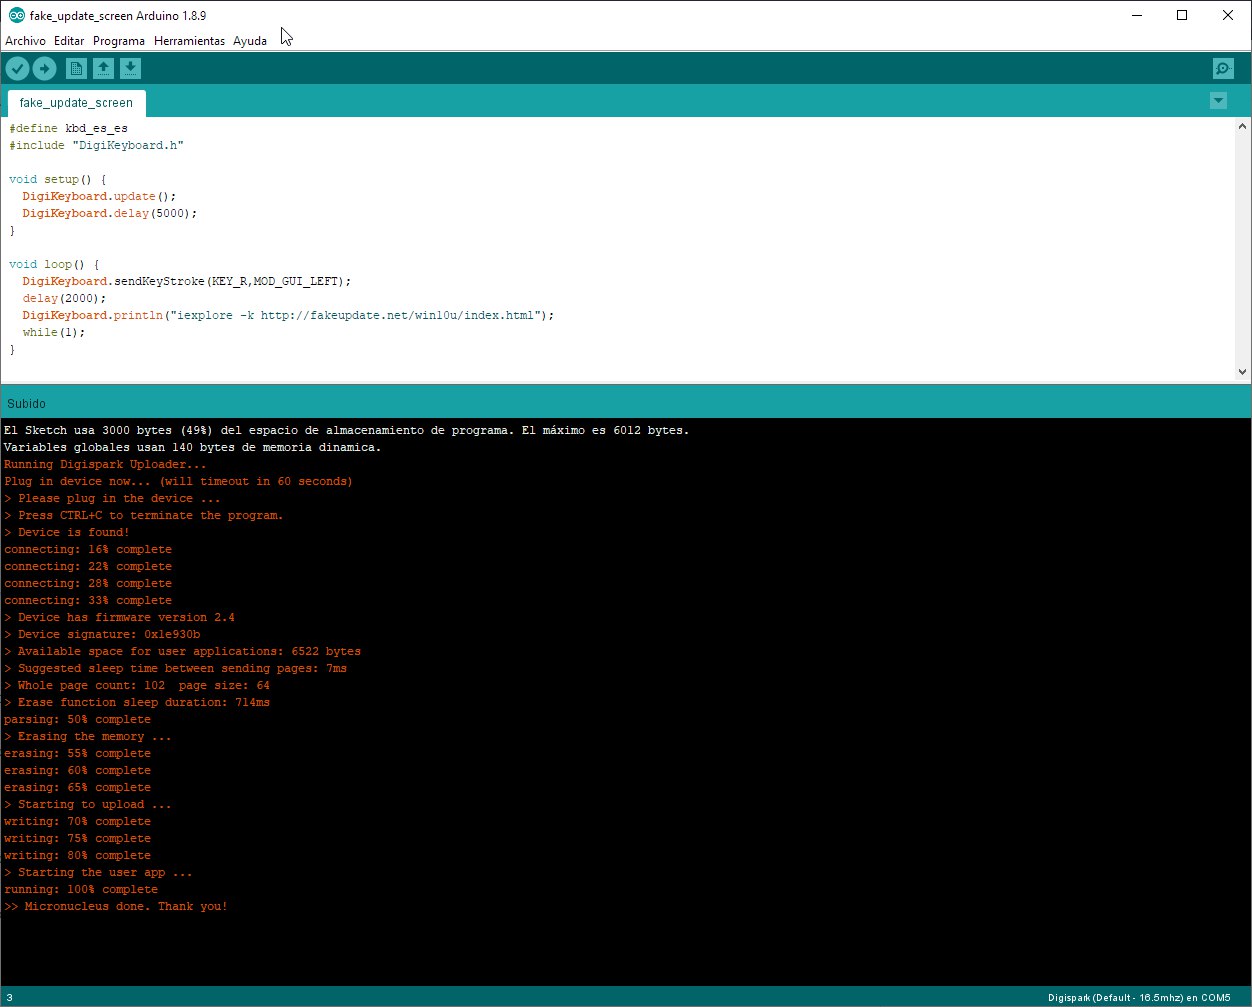 fake_update_screen Arduino 1.8.9
Archivo Editar Programa Herramientas Ayuda
fake_update_screen
#define kbd_es_es
#include "DigiKeyboard.h"
void setup() {
DigiKeyboard.update();
DigiKeyboard.delay(5000);
}
void loop() {
DigiKeyboard.sendKeyStroke(KEY_R,MOD_GUI_LEFT);
delay(2000);
DigiKeyboard.println("iexplore -k http://fakeupdate.net/win10u/index.html");
while(1);
}
Subido
El Sketch usa 3000 bytes (49%) del espacio de almacenamiento de programa. El máximo es 6012 bytes.
Variables globales usan 140 bytes de memoria dinamica.
Running Digispark Uploader...
Plug in device now... (will timeout in 60 seconds)
> Please plug in the device ...
> Press CTRL+C to terminate the program.
> Device is found!
connecting: 16% complete
connecting: 22% complete
connecting: 28% complete
connecting: 33% complete
> Device has firmware version 2.4
> Device signature: 0x1e930b
> Available space for user applications: 6522 bytes
> Suggested sleep time between sending pages: 7ms
> Whole page count: 102  page size: 64
> Erase function sleep duration: 714ms
parsing: 50% complete
> Erasing the memory ...
erasing: 55% complete
erasing: 60% complete
erasing: 65% complete
> Starting to upload ...
writing: 70% complete
writing: 75% complete
writing: 80% complete
> Starting the user app ...
running: 100% complete
>> Micronucleus done. Thank you!
3
Digispark (Default - 16.5mhz) en COM5